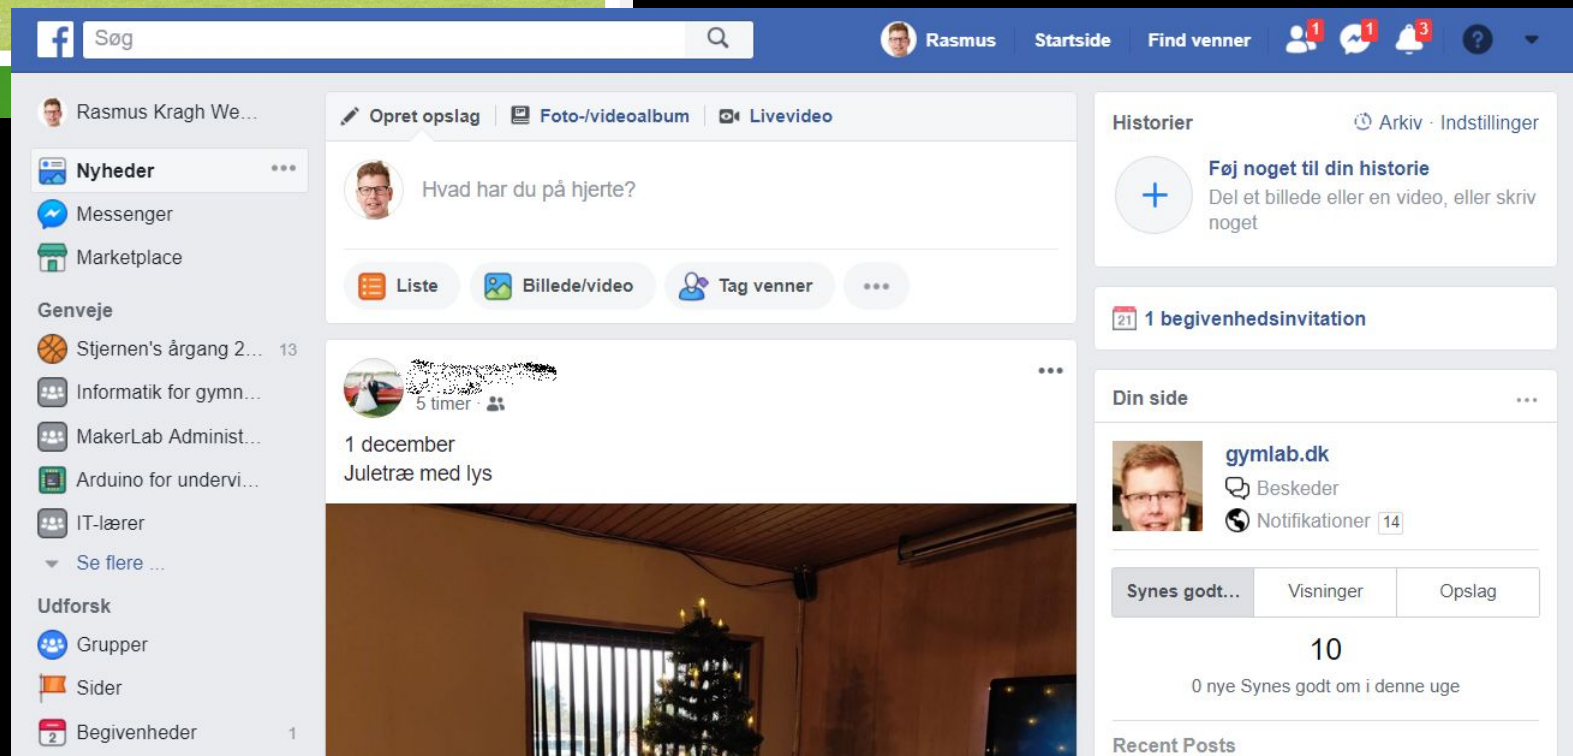 Søg
Rasmus
Startside
Find venner
1
1
3
?
Rasmus Kragh We...
Nyheder
Messenger
Marketplace
Genveje
Stjernen's årgang 2... 13
Informatik for gymn...
MakerLab Administ...
Arduino for undervi...
IT-lærer
Se flere ...
Udforsk
Grupper
Sider
2 Begivenheder 1
Opret opslag
Foto-/videoalbum
Livevideo
Hvad har du på hjerte?
Liste
Billede/video
Tag venner
5 timer ·
1 december
Juletræ med lys
Historier
Arkiv · Indstillinger
Føj noget til din historie
Del et billede eller en video, eller skriv
noget
21 1 begivenhedsinvitation
Din side
gymlab.dk
Beskeder
Notifikationer 14
Synes godt...
Visninger
Opslag
10
0 nye Synes godt om i denne uge
Recent Posts